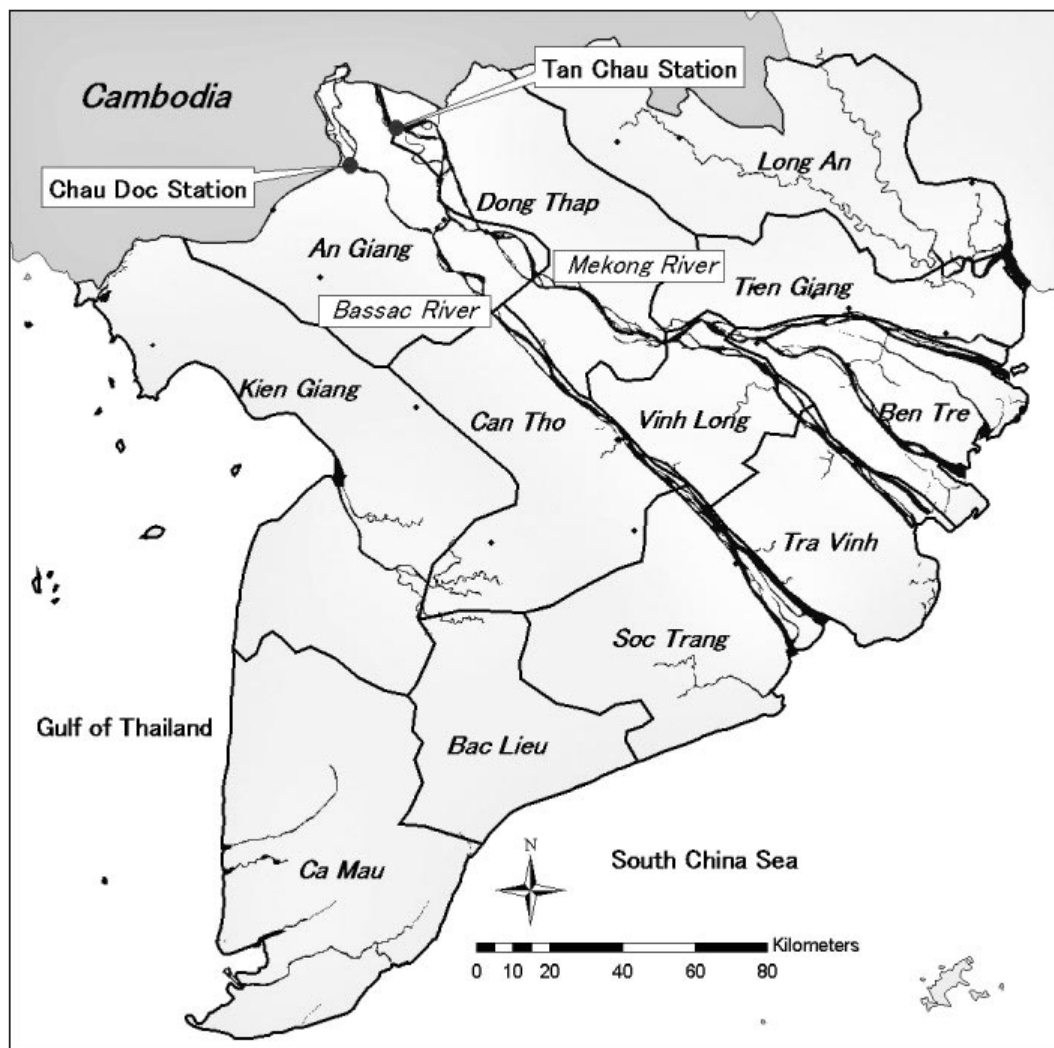 Tan Chau Station
Cambodia
Long An
Chau Doc Station
Dong Thap
An Giang
Mekong River
Tien Giang
Bassac River
Kien Giang
Can Tho
Vinh Long
Ben Tre
Tra Vinh
Soc Trang
Gulf of Thailand
Bac Lieu
N
South China Sea
Ca Mau
Kilometers
0 10 20 40 60 80